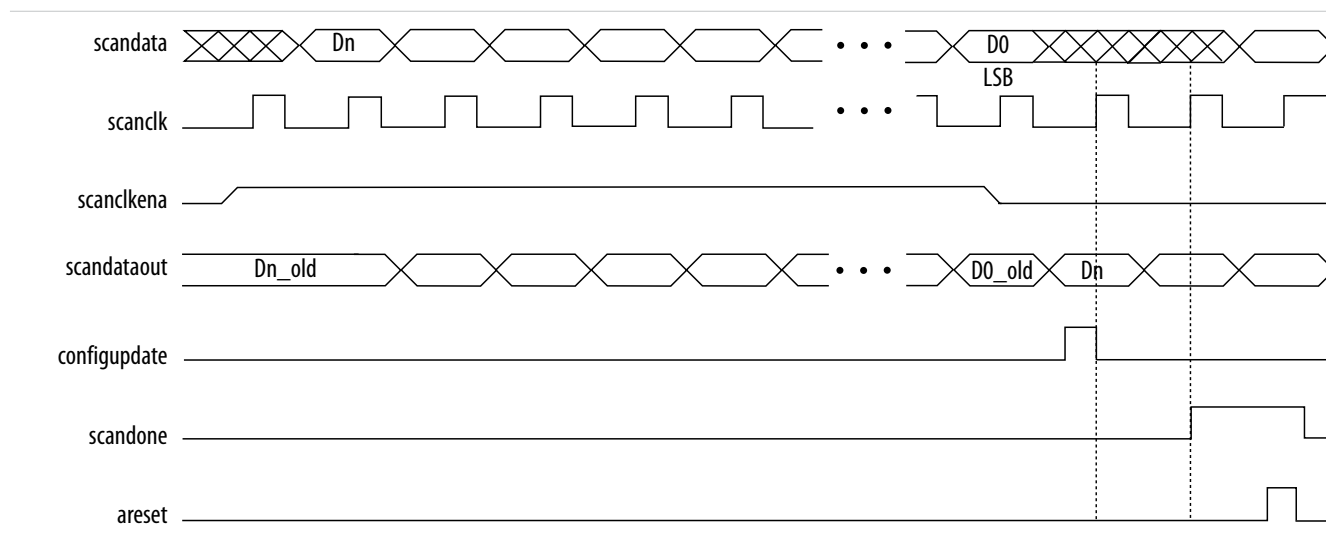 scandata Dn D0
LSB
scanclk
scanclkena
scandataout Dn_old D0_old Dn
configupdate
scandone
areset